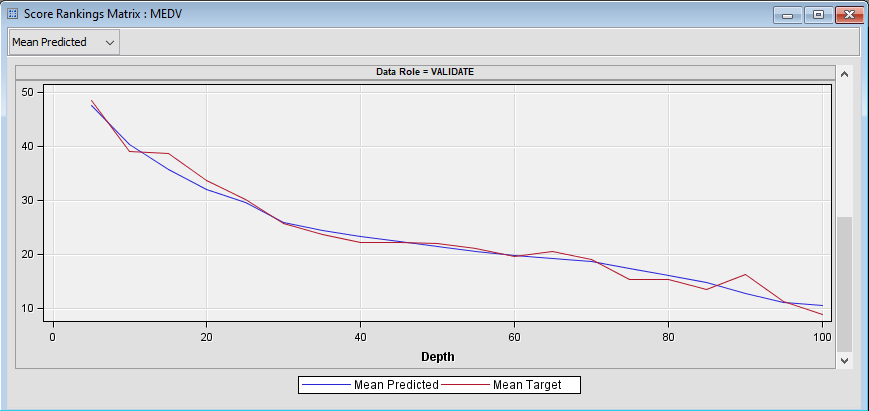 Score Rankings Matrix : MEDV
Mean Predicted
Data Role = VALIDATE
50
40
30
20
10
0 20 40 60 80 100
Depth
Mean Predicted Mean Target